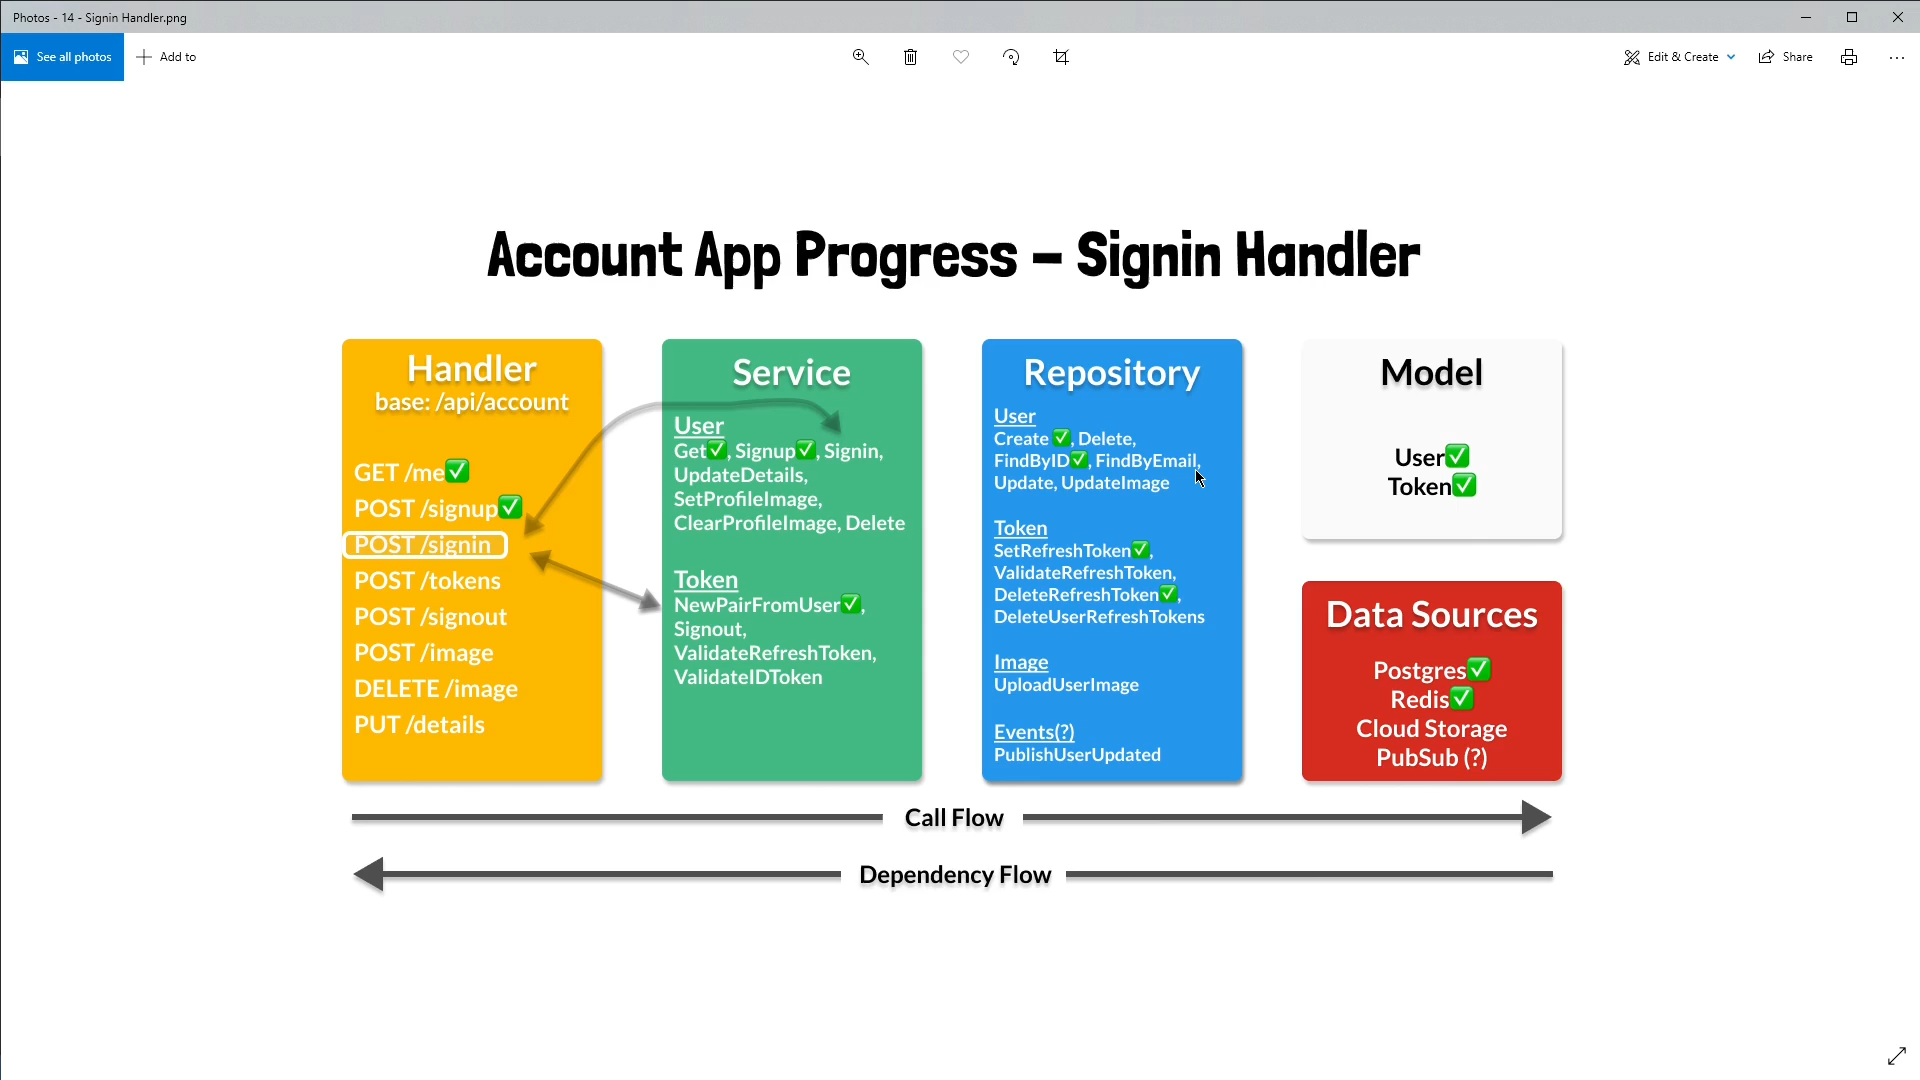 Photos - 14 - Signin Handler.png
See all photos
Add to
Edit & Create
Share
Account App Progress – Signin Handler
Handler
base: /api/account
GET /me✅
POST /signup✅
POST /signin
POST /tokens
POST /signout
POST /image
DELETE /image
PUT /details
Service
User
Get✅, Signup✅, Signin,
UpdateDetails,
SetProfileImage,
ClearProfileImage, Delete
Token
NewPairFromUser✅,
Signout,
ValidateRefreshToken,
ValidateIDToken
Repository
User
Create ✅, Delete,
FindByID✅, FindByEmail,
Update, UpdateImage
Token
SetRefreshToken✅,
ValidateRefreshToken,
DeleteRefreshToken✅,
DeleteUserRefreshTokens
Image
UploadUserImage
Events(?)
PublishUserUpdated
Model
User✅
Token✅
Data Sources
Postgres✅
Redis✅
Cloud Storage
PubSub (?)
Call Flow
Dependency Flow